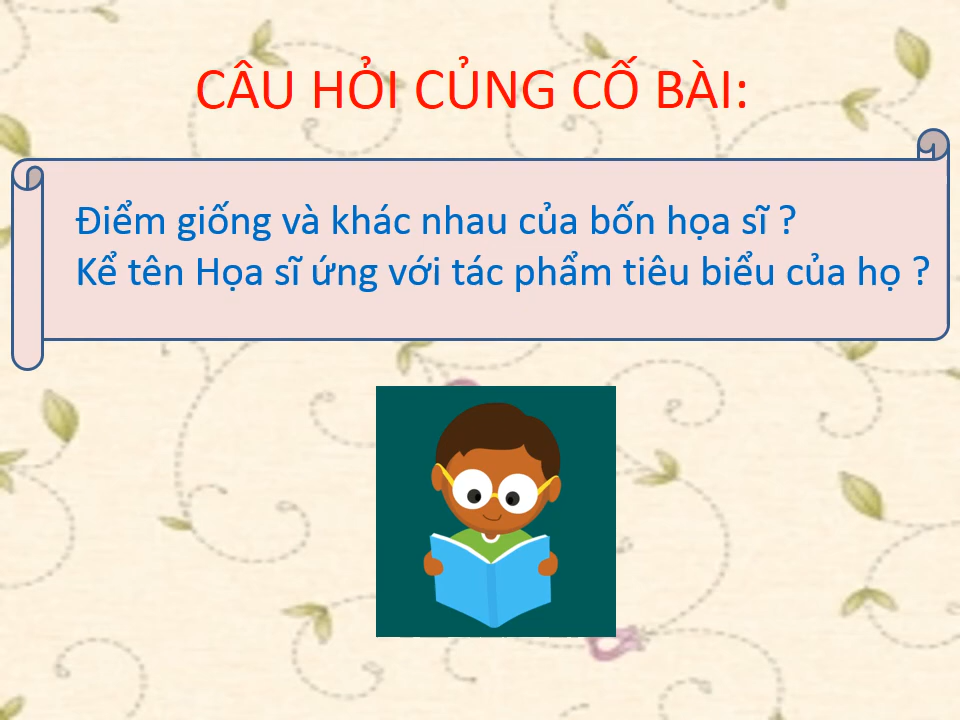 CÂU HỎI CỦNG CỐ BÀI:
Điểm giống và khác nhau của bốn họa sĩ ?
Kể tên Họa sĩ ứng với tác phẩm tiêu biểu của họ ?